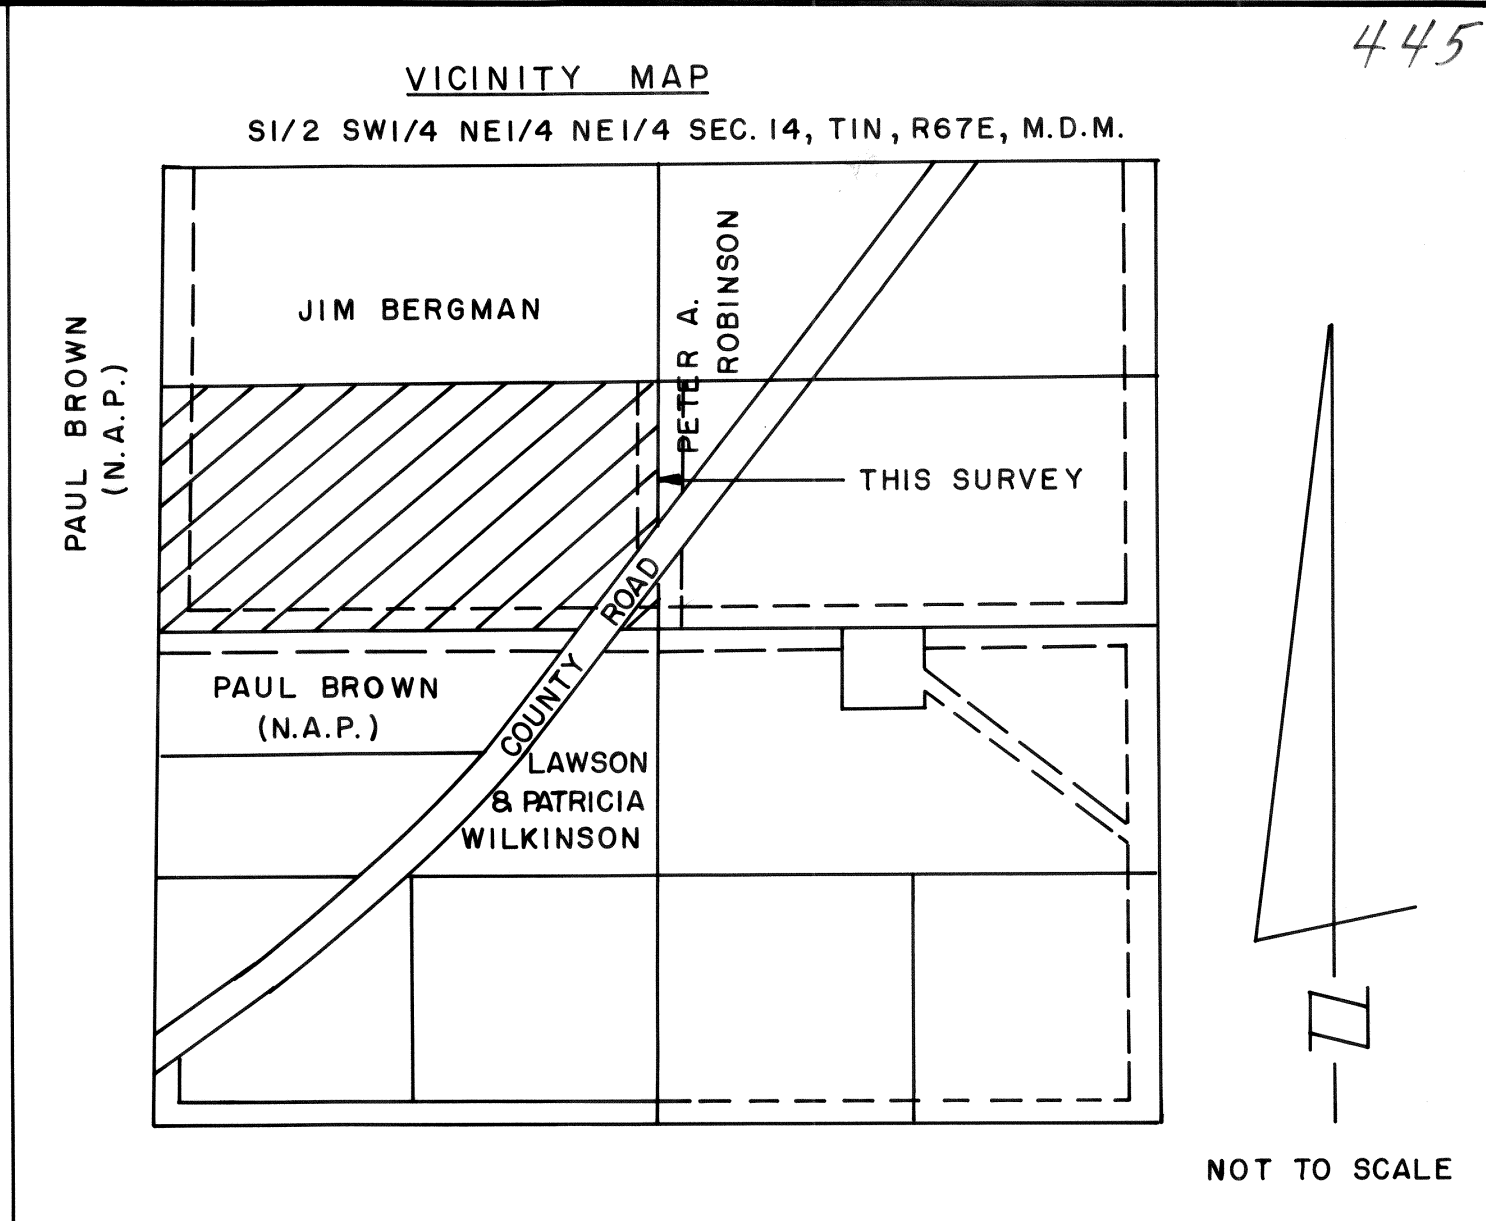 445
VICINITY MAP
S1/2 SW1/4 NE1/4 NE1/4 SEC. 14, T1N, R67E, M.D.M.
JIM BERGMAN
PETER A.
ROBINSON
PAUL BROWN
(N.A.P.)
THIS SURVEY
COUNTY ROAD
PAUL BROWN
(N.A.P.)
LAWSON
& PATRICIA
WILKINSON
N
NOT TO SCALE